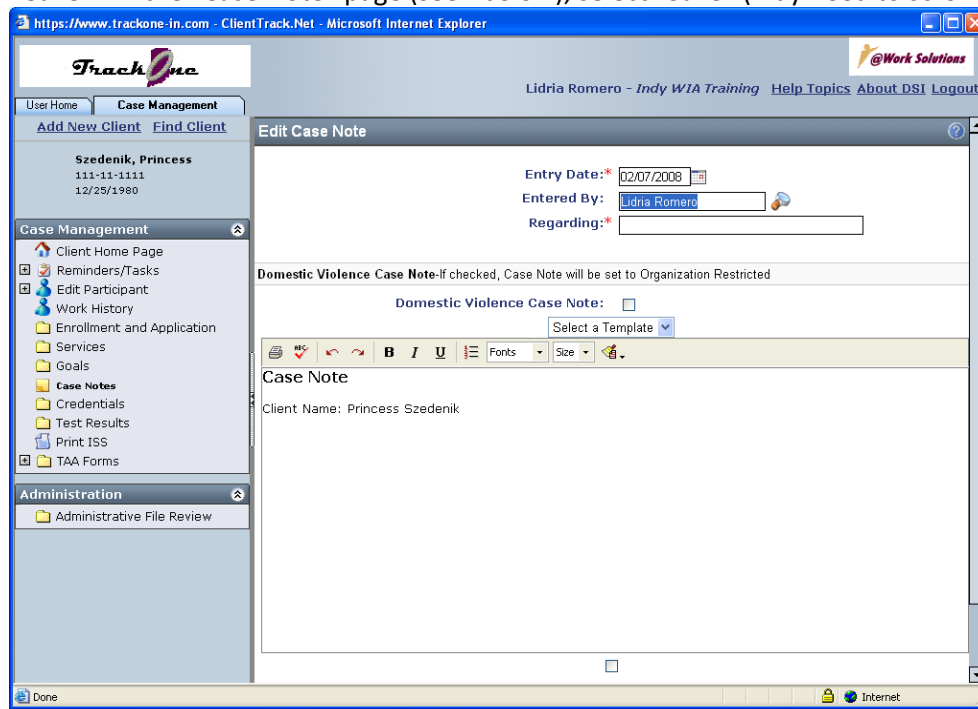 https://www.trackone-in.com - ClientTrack.Net - Microsoft Internet Explorer
TrackOne
@Work Solutions
Lidria Romero - Indy WIA Training Help Topics About DSI Logout
User Home Case Management
Add New Client Find Client
Szedenik, Princess
111-11-1111
12/25/1980
Case Management
Client Home Page
Reminders/Tasks
Edit Participant
Work History
Enrollment and Application
Services
Goals
Case Notes
Credentials
Test Results
Print ISS
TAA Forms
Administration
Administrative File Review
Edit Case Note
Entry Date:* 02/07/2008
Entered By: Lidria Romero
Regarding:*
Domestic Violence Case Note-If checked, Case Note will be set to Organization Restricted
Domestic Violence Case Note:
Select a Template
ABC B I U Fonts Size
Case Note
Client Name: Princess Szedenik
Done Internet